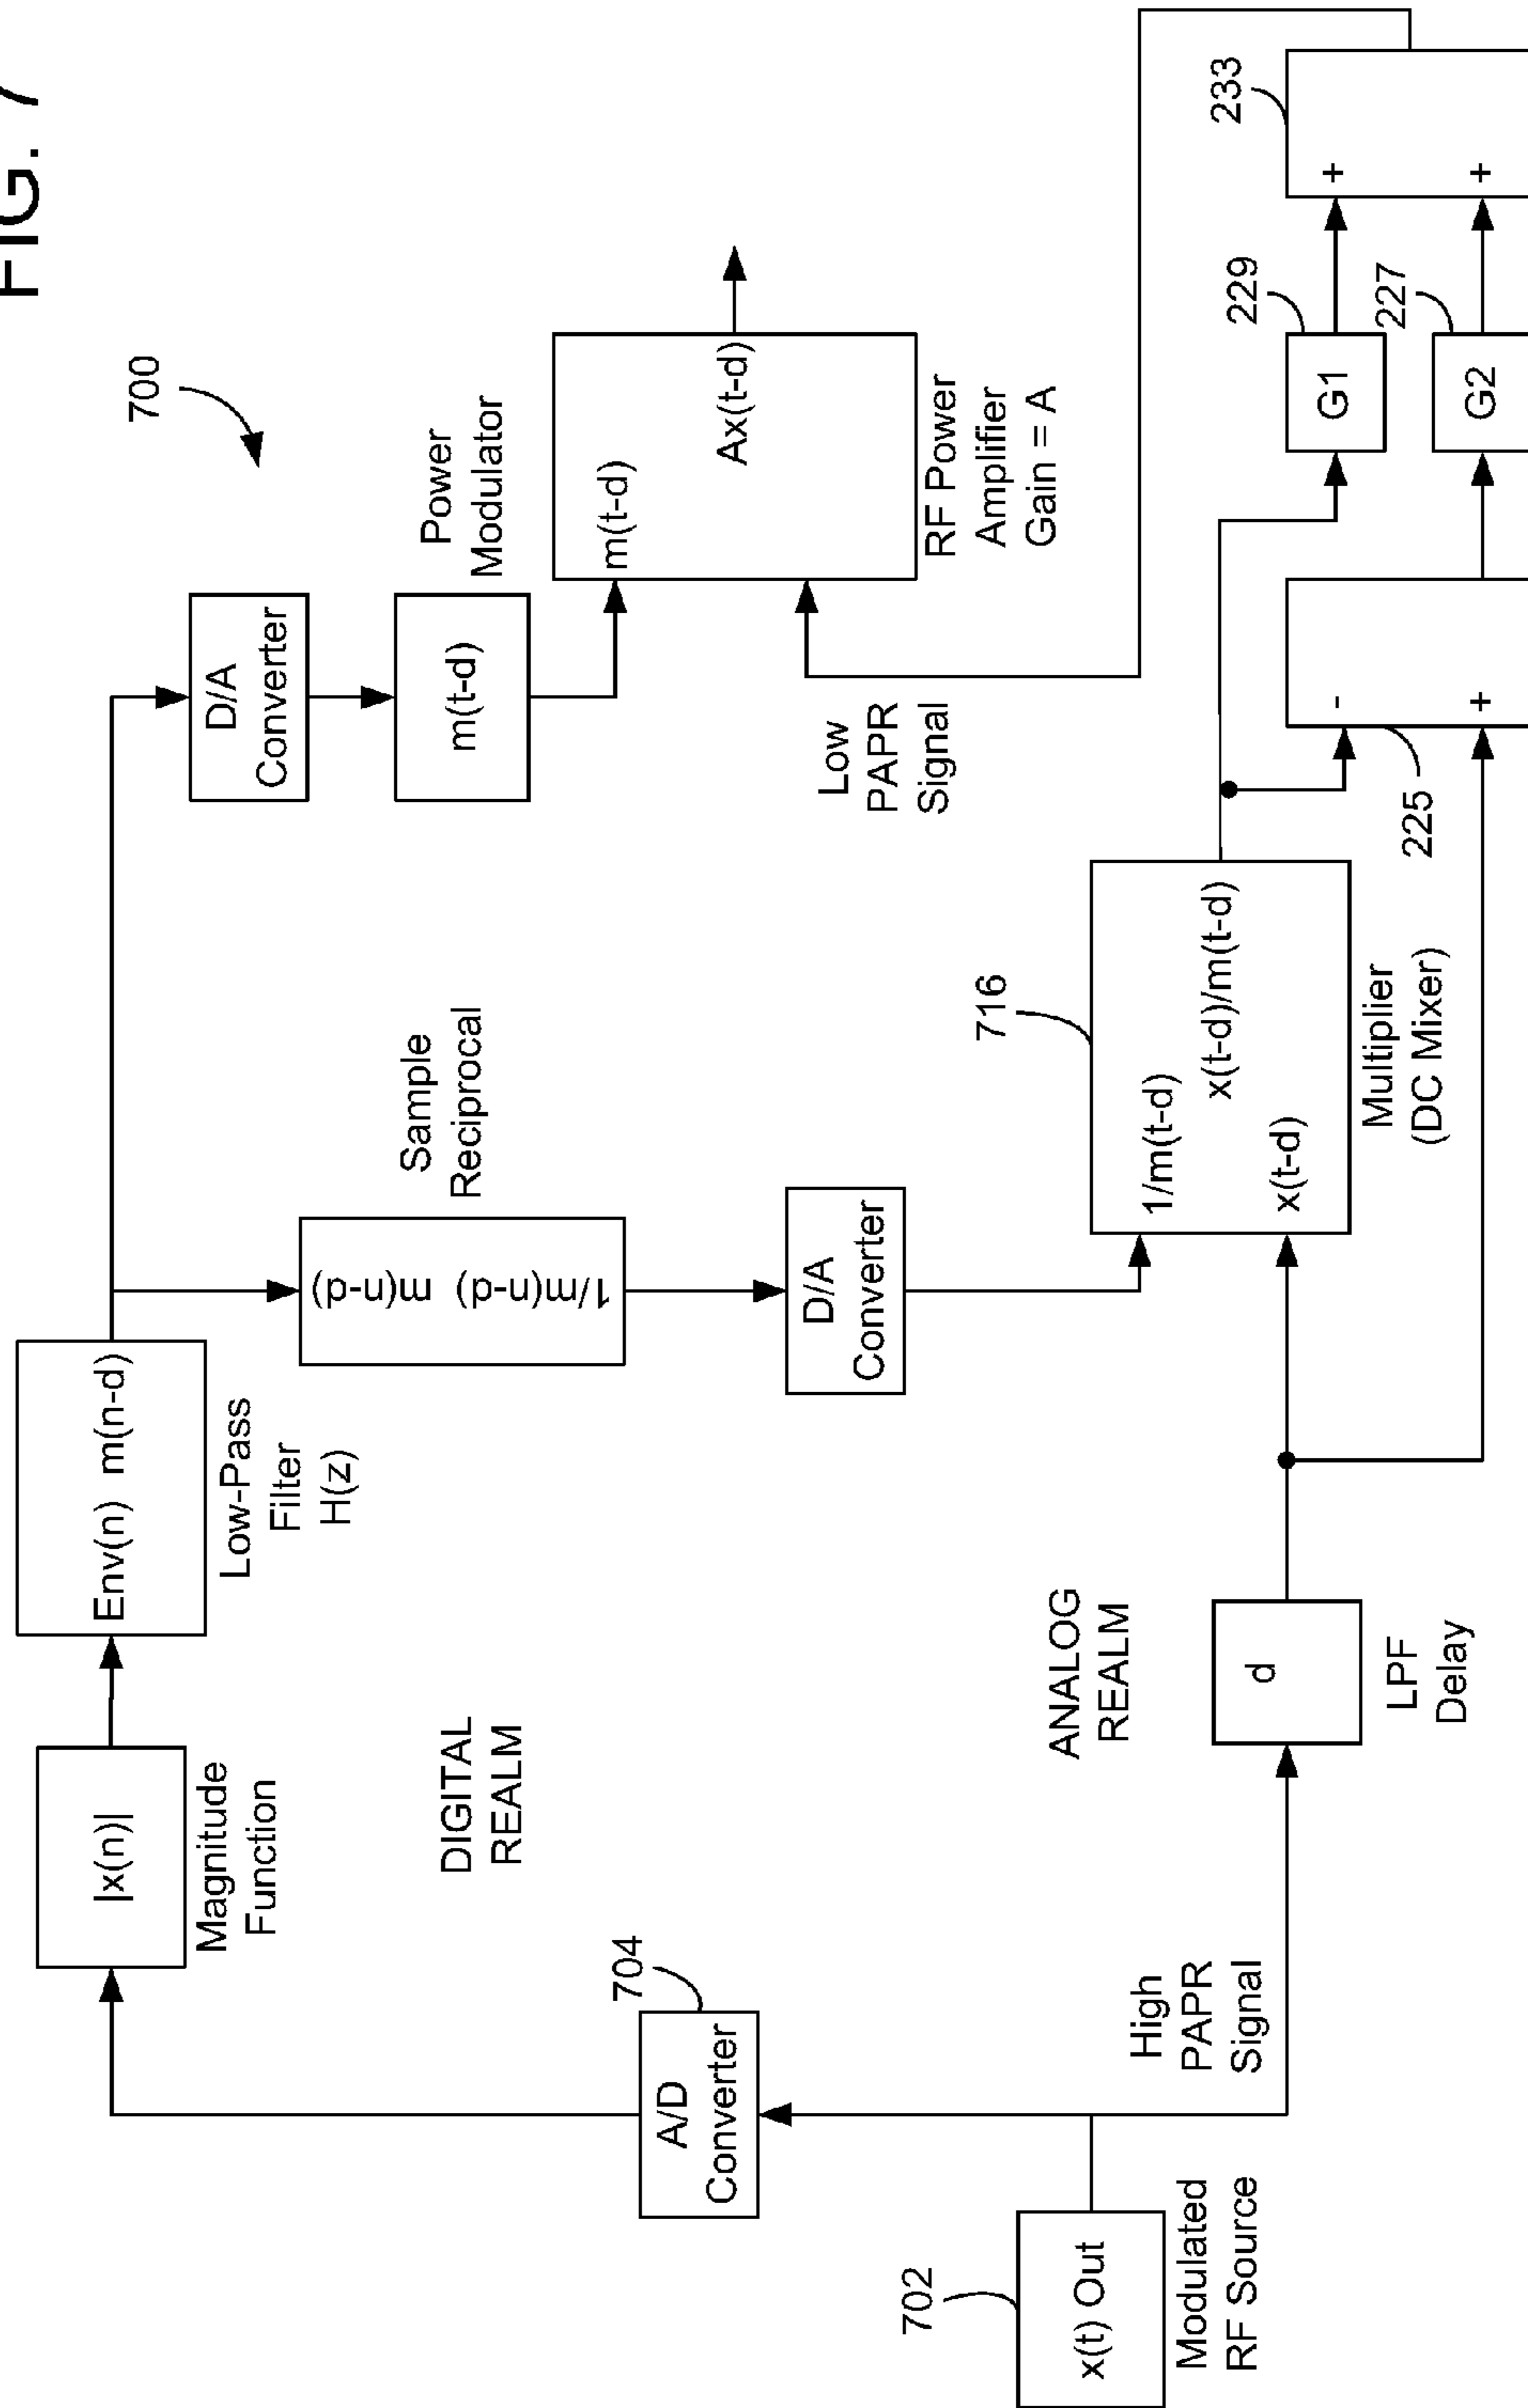 FIG. 7
700
|x(n)|
Magnitude
Function
Env(n) m(n-d)
Low-Pass
Filter
H(z)
D/A
Converter
Power
Modulator
m(t-d)
m(t-d)
Ax(t-d)
RF Power
Amplifier
Gain = A
Sample
Reciprocal
m(n-d)
1/m(n-d)
D/A
Converter
DIGITAL
REALM
704
A/D
Converter
702
x(t) Out
Modulated
RF Source
High
PAPR
Signal
ANALOG
REALM
d
LPF
Delay
716
1/m(t-d)
x(t-d)/m(t-d)
x(t-d)
Multiplier
(DC Mixer)
Low
PAPR
Signal
225
-
+
229
G1
227
G2
233
+
+